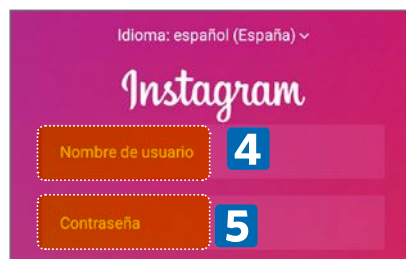 Idioma: español (España)
Instagram
Nombre de usuario 4
Contraseña 5